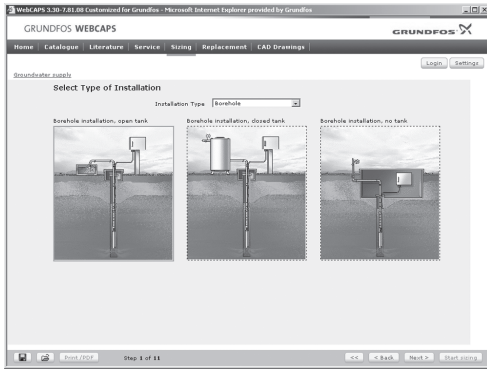 WebCAPS 3.30-7.81.08 Customized for Grundfos - Microsoft Internet Explorer provided by Grundfos
GRUNDFOS WEBCAPS
GRUNDFOS
Home Catalogue Literature Service Sizing Replacement CAD Drawings
Login Settings
Groundwater supply
Select Type of Installation
Installation Type Borehole
Borehole installation, open tank Borehole installation, closed tank Borehole installation, no tank
Print/PDF Step 1 of 11 << < Back Next > Start sizing